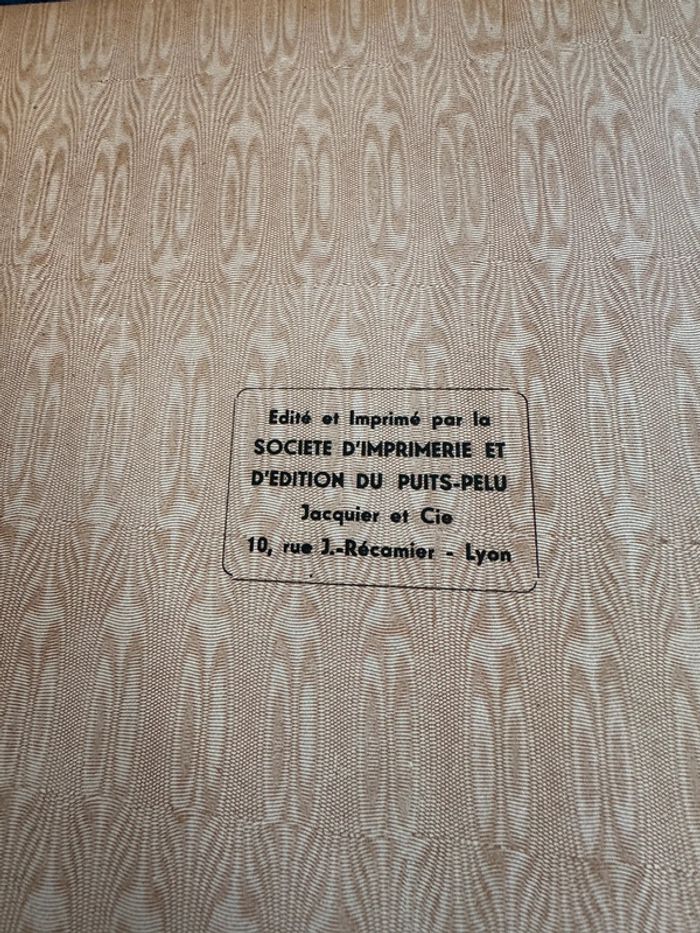 Edité et Imprimé par la
SOCIETE D'IMPRIMERIE ET
D'EDITION DU PUITS-PELU
Jacquier et Cie
10, rue J.-Récamier - Lyon